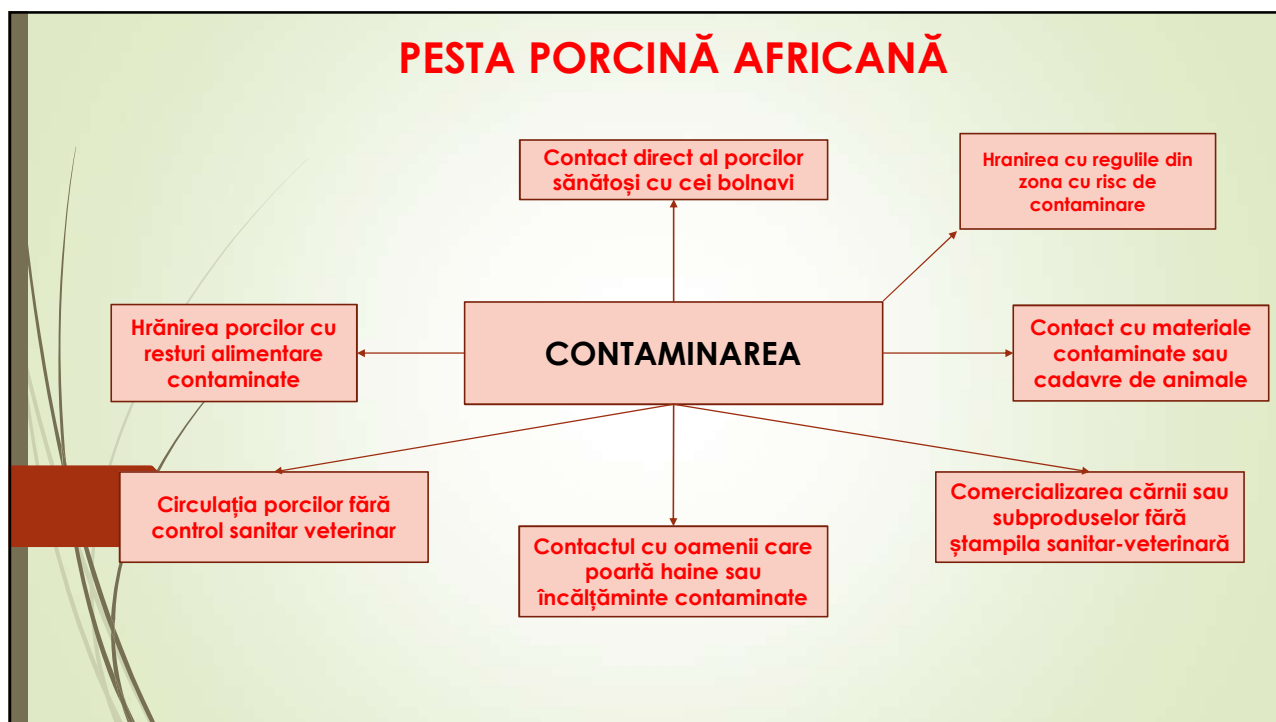 PESTA PORCINĂ AFRICANĂ
Contact direct al porcilor
sănătoși cu cei bolnavi
Hranirea cu regulile din
zona cu risc de
contaminare
Hrănirea porcilor cu
resturi alimentare
contaminate
CONTAMINAREA
Contact cu materiale
contaminate sau
cadavre de animale
Circulația porcilor fără
control sanitar veterinar
Contactul cu oamenii care
poartă haine sau
încălțăminte contaminate
Comercializarea cărnii sau
subproduselor fără
ștampila sanitar-veterinară